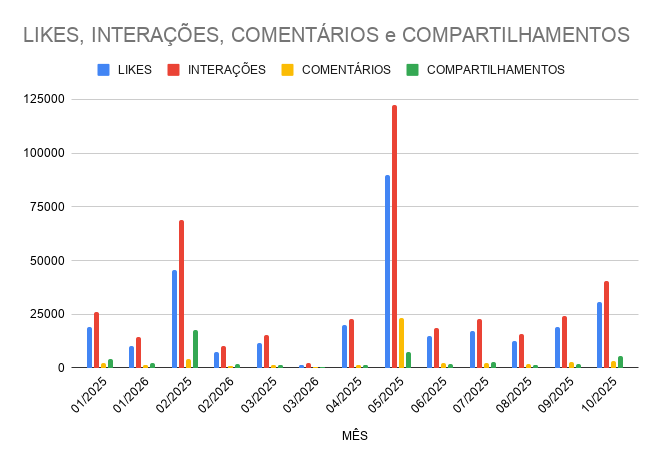 LIKES, INTERAÇÕES, COMENTÁRIOS e COMPARTILHAMENTOS
LIKES INTERAÇÕES COMENTÁRIOS COMPARTILHAMENTOS
125000
100000
75000
50000
25000
0
01/2025 01/2026 02/2025 02/2026 03/2025 03/2026 04/2025 05/2025 06/2025 07/2025 08/2025 09/2025 10/2025
MÊS